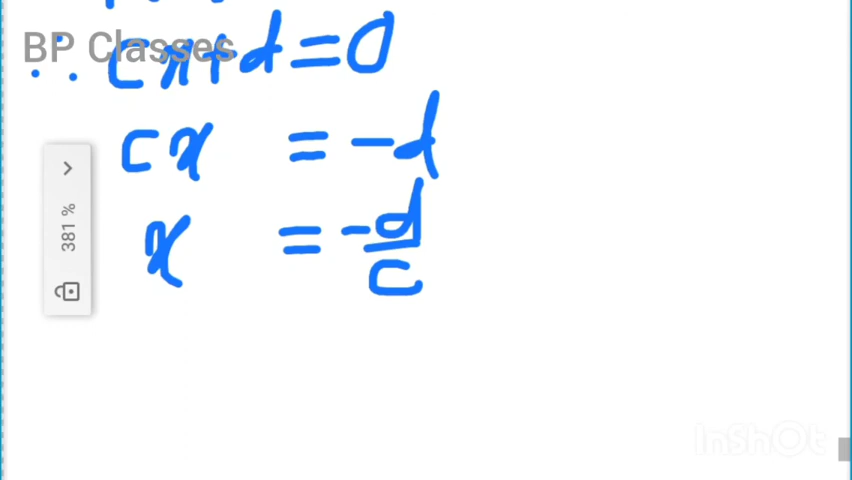 BP Classes
∴ cx+d=0
cx = -d
x = -d/c
381 %
InShOt